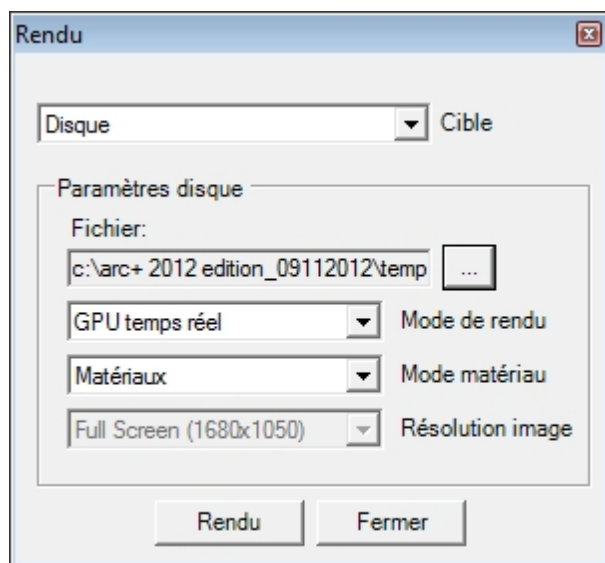 Rendu
Disque Cible
Paramètres disque
Fichier:
c:\arc+ 2012 edition_09112012\temp ...
GPU temps réel Mode de rendu
Matériaux Mode matériau
Full Screen (1680x1050) Résolution image
Rendu Fermer